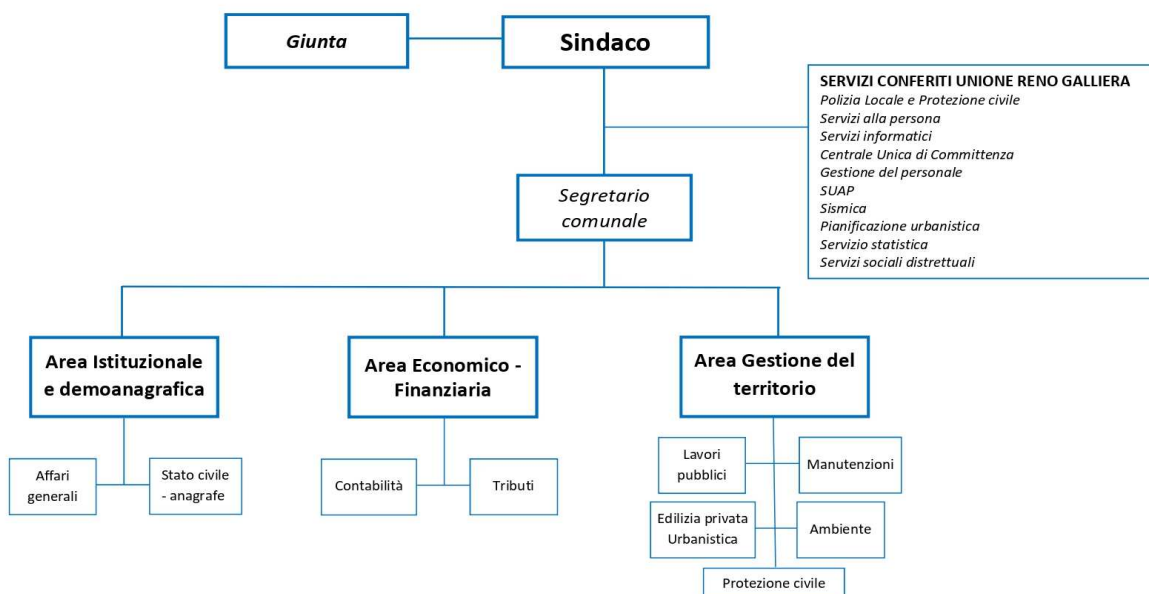 Giunta
Sindaco
SERVIZI CONFERITI UNIONE RENO GALLIERA
Polizia Locale e Protezione civile
Servizi alla persona
Servizi informatici
Centrale Unica di Committenza
Gestione del personale
SUAP
Sismica
Pianificazione urbanistica
Servizio statistica
Servizi sociali distrettuali
Segretario
comunale
Area Istituzionale
e demoanagrafica
Area Economico -
Finanziaria
Area Gestione del
territorio
Affari
generali
Stato civile
- anagrafe
Contabilità
Tributi
Lavori
pubblici
Manutenzioni
Edilizia privata
Urbanistica
Ambiente
Protezione civile